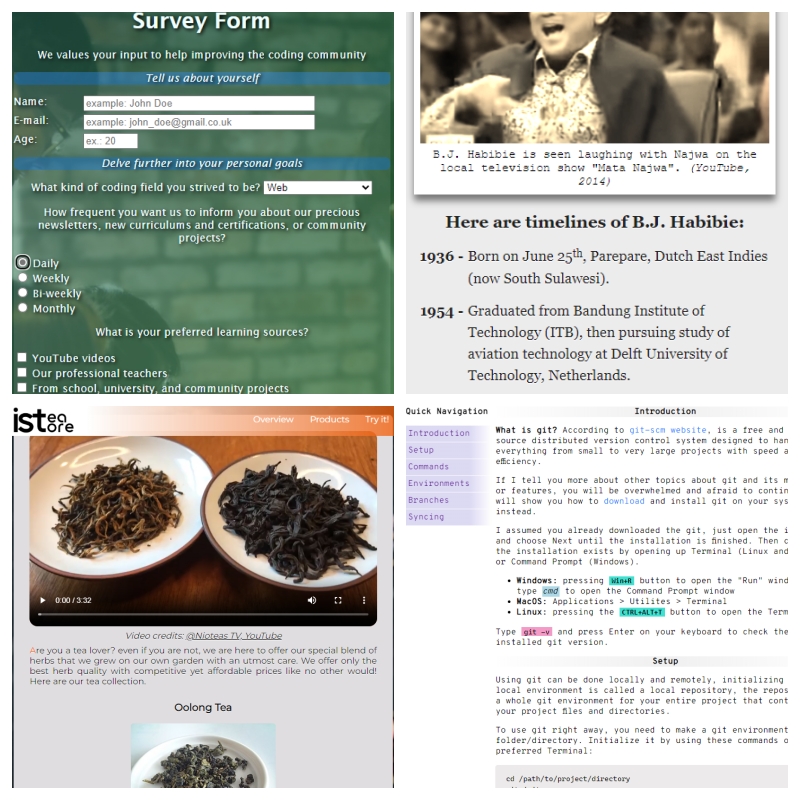 Survey Form
We values your input to help improving the coding community
Tell us about yourself
Name:
example: John Doe
E-mail:
example: john_doe@gmail.co.uk
Age:
ex.: 20
Delve further into your personal goals
What kind of coding field you strived to be? Web
How frequent you want us to inform you about our precious
newsletters, new curriculums and certifications, or community
projects?
Daily
Weekly
Bi-weekly
Monthly
What is your preferred learning sources?
YouTube videos
Our professional teachers
From school, university, and community projects
B.J. Habibie is seen laughing with Najwa on the
local television show "Mata Najwa". (YouTube,
2014)
Here are timelines of B.J. Habibie:
1936 - Born on June 25th, Parepare, Dutch East Indies
(now South Sulawesi).
1954 - Graduated from Bandung Institute of
Technology (ITB), then pursuing study of
aviation technology at Delft University of
Technology, Netherlands.
ist ea ore
Overview Products Try it!
0:00 / 3:32
Video credits: @Nioteas TV, YouTube
Are you a tea lover? even if you are not, we are here to offer our special blend of
herbs that we grew on our own garden with an utmost care. We offer only the
best herb quality with competitive yet affordable prices like no other would!
Here are our tea collection.
Oolong Tea
Quick Navigation
Introduction
Setup
Commands
Environments
Branches
Syncing
Introduction
What is git? According to git-scm website, is a free and
source distributed version control system designed to han
everything from small to very large projects with speed a
efficiency.
If I tell you more about other topics about git and its m
or features, you will be overwhelmed and afraid to contin
will show you how to download and install git on your sys
instead.
I assumed you already downloaded the git, just open the i
and choose Next until the installation is finished. Then c
the installation exists by opening up Terminal (Linux and
or Command Prompt (Windows).
• Windows: pressing Win+R button to open the "Run" wind
type cmd to open the Command Prompt window
• MacOS: Applications > Utilites > Terminal
• Linux: pressing the CTRL+ALT+T button to open the Term
Type git -v and press Enter on your keyboard to check the
installed git version.
Setup
Using git can be done locally and remotely, initializing
local environment is called a local repository, the repos
a whole git environment for your entire project that cont
your project files and directories.
To use git right away, you need to make a git environment
folder/directory. Initialize it by using these commands o
preferred Terminal:
cd /path/to/project/directory